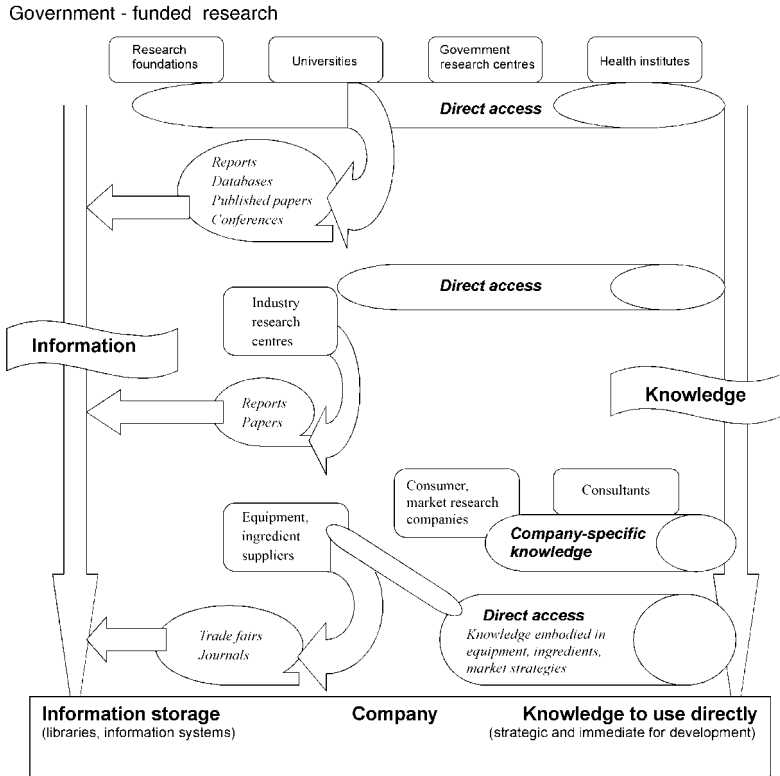 Government - funded research
Research
foundations
Universities
Government
research centres
Health institutes
Direct access
Reports
Databases
Published papers
Conferences
Direct access
Industry
research
centres
Information
Knowledge
Reports
Papers
Consumer,
market research
companies
Consultants
Equipment,
ingredient
suppliers
Company-specific
knowledge
Direct access
Knowledge embodied in
equipment, ingredients,
market strategies
Trade fairs
Journals
Information storage
(libraries, information systems)
Company
Knowledge to use directly
(strategic and immediate for development)